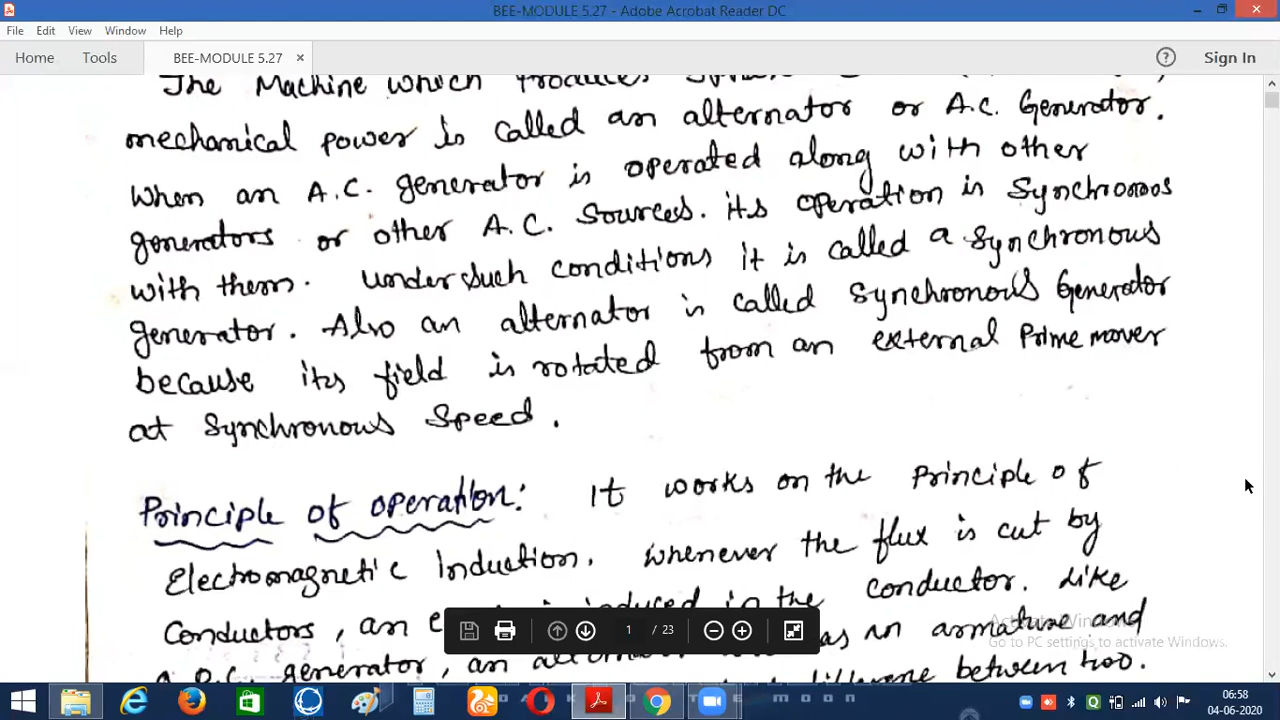 BEE-MODULE 5.27 - Adobe Acrobat Reader DC
File Edit View Window Help
Home Tools BEE-MODULE 5.27 × ? Sign In
The Machine which produces
mechanical power is called an alternator or A.C. Generator.
When an A.C. generator is operated along with other
generators or other A.C. Sources. its operation is Synchronous
with them. Under such conditions it is called a Synchronous
generator. Also an alternator is called Synchronous Generator
because its field is rotated from an external Prime mover
at Synchronous Speed.
Principle of operation: It works on the Principle of
Electromagnetic Induction. Whenever the flux is cut by
Conductors, an induced in the conductor. Like
a D.C. generator, an has an armature and
between two.
1 / 23
Activate Windows
Go to PC settings to activate Windows.
06:58
04-06-2020